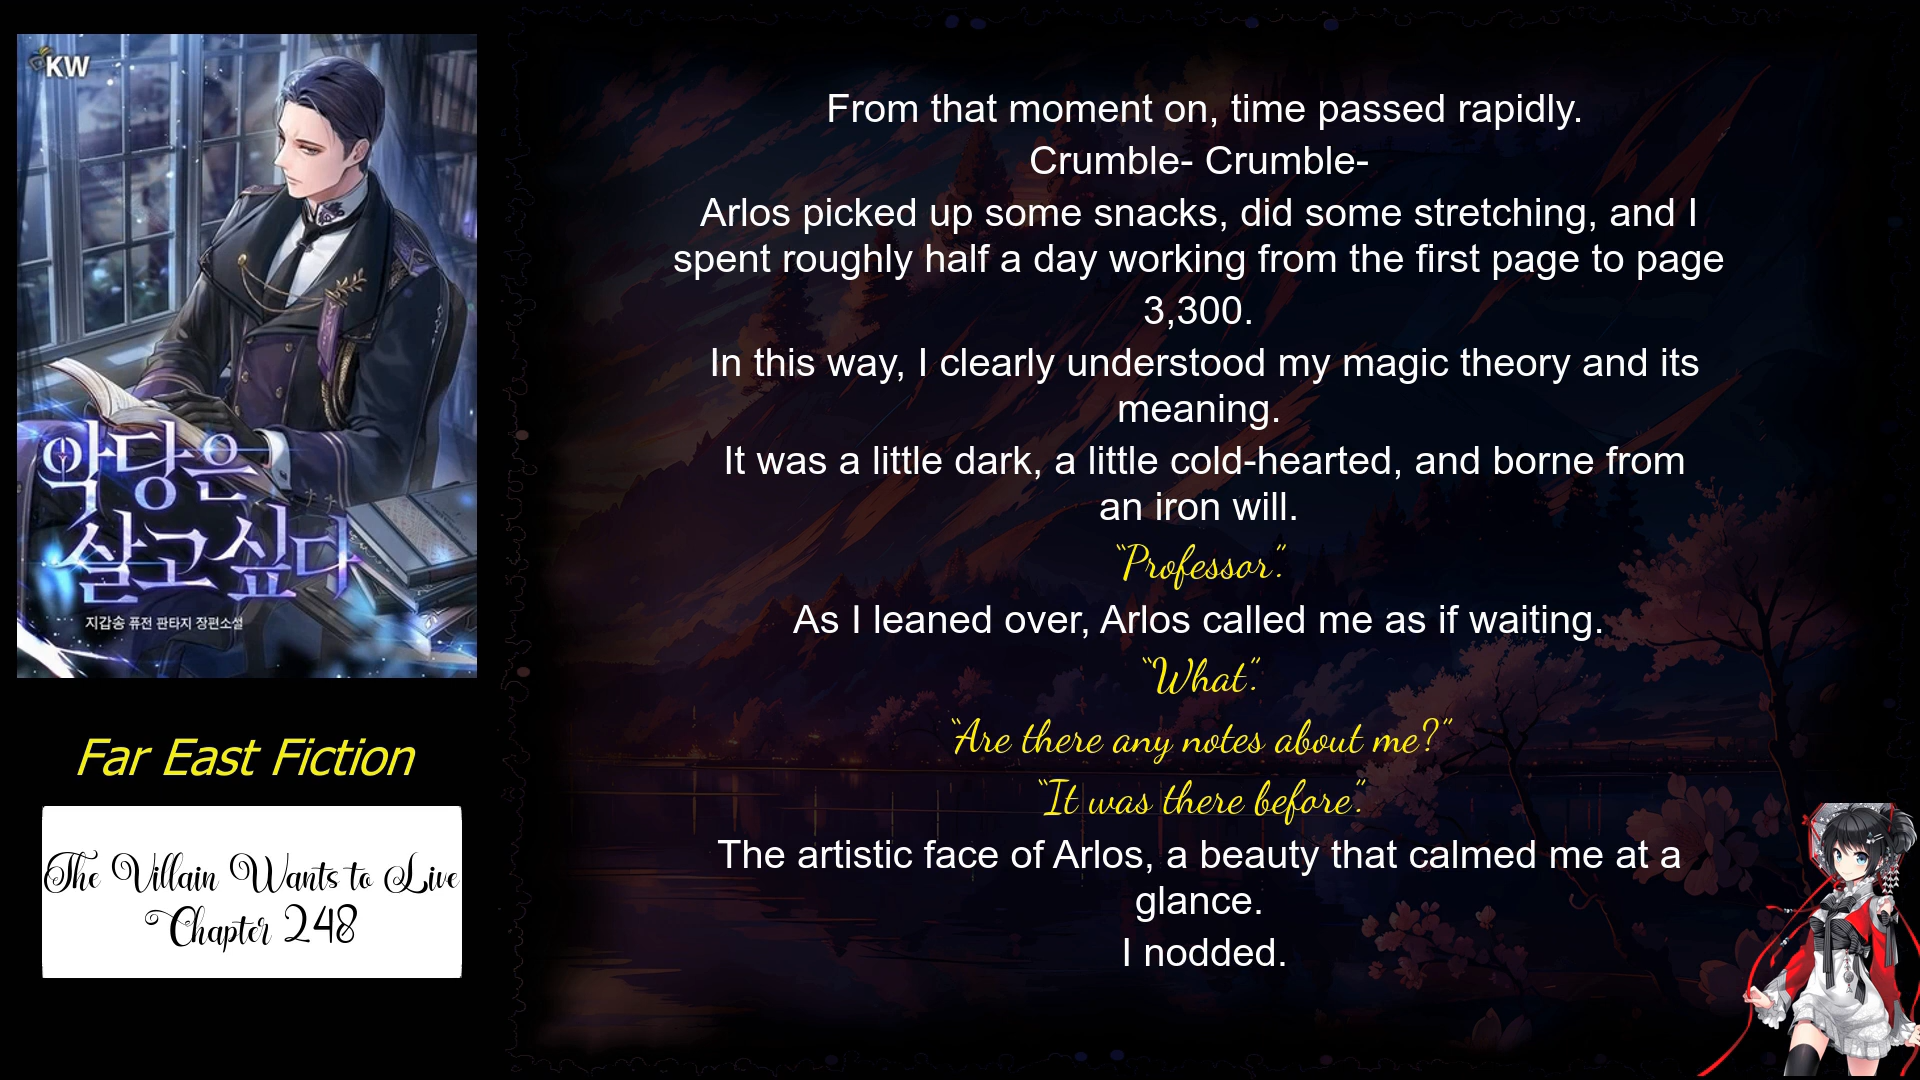 KW
악당은
살고 싶다
지갑송 퓨전 판타지 장편소설
Far East Fiction
The Villain Wants to Live
Chapter 248
From that moment on, time passed rapidly.
Crumble- Crumble-
Arlos picked up some snacks, did some stretching, and I
spent roughly half a day working from the first page to page
3,300.
In this way, I clearly understood my magic theory and its
meaning.
It was a little dark, a little cold-hearted, and borne from
an iron will.
“Professor.”
As I leaned over, Arlos called me as if waiting.
“What.”
“Are there any notes about me?”
“It was there before.”
The artistic face of Arlos, a beauty that calmed me at a
glance.
I nodded.